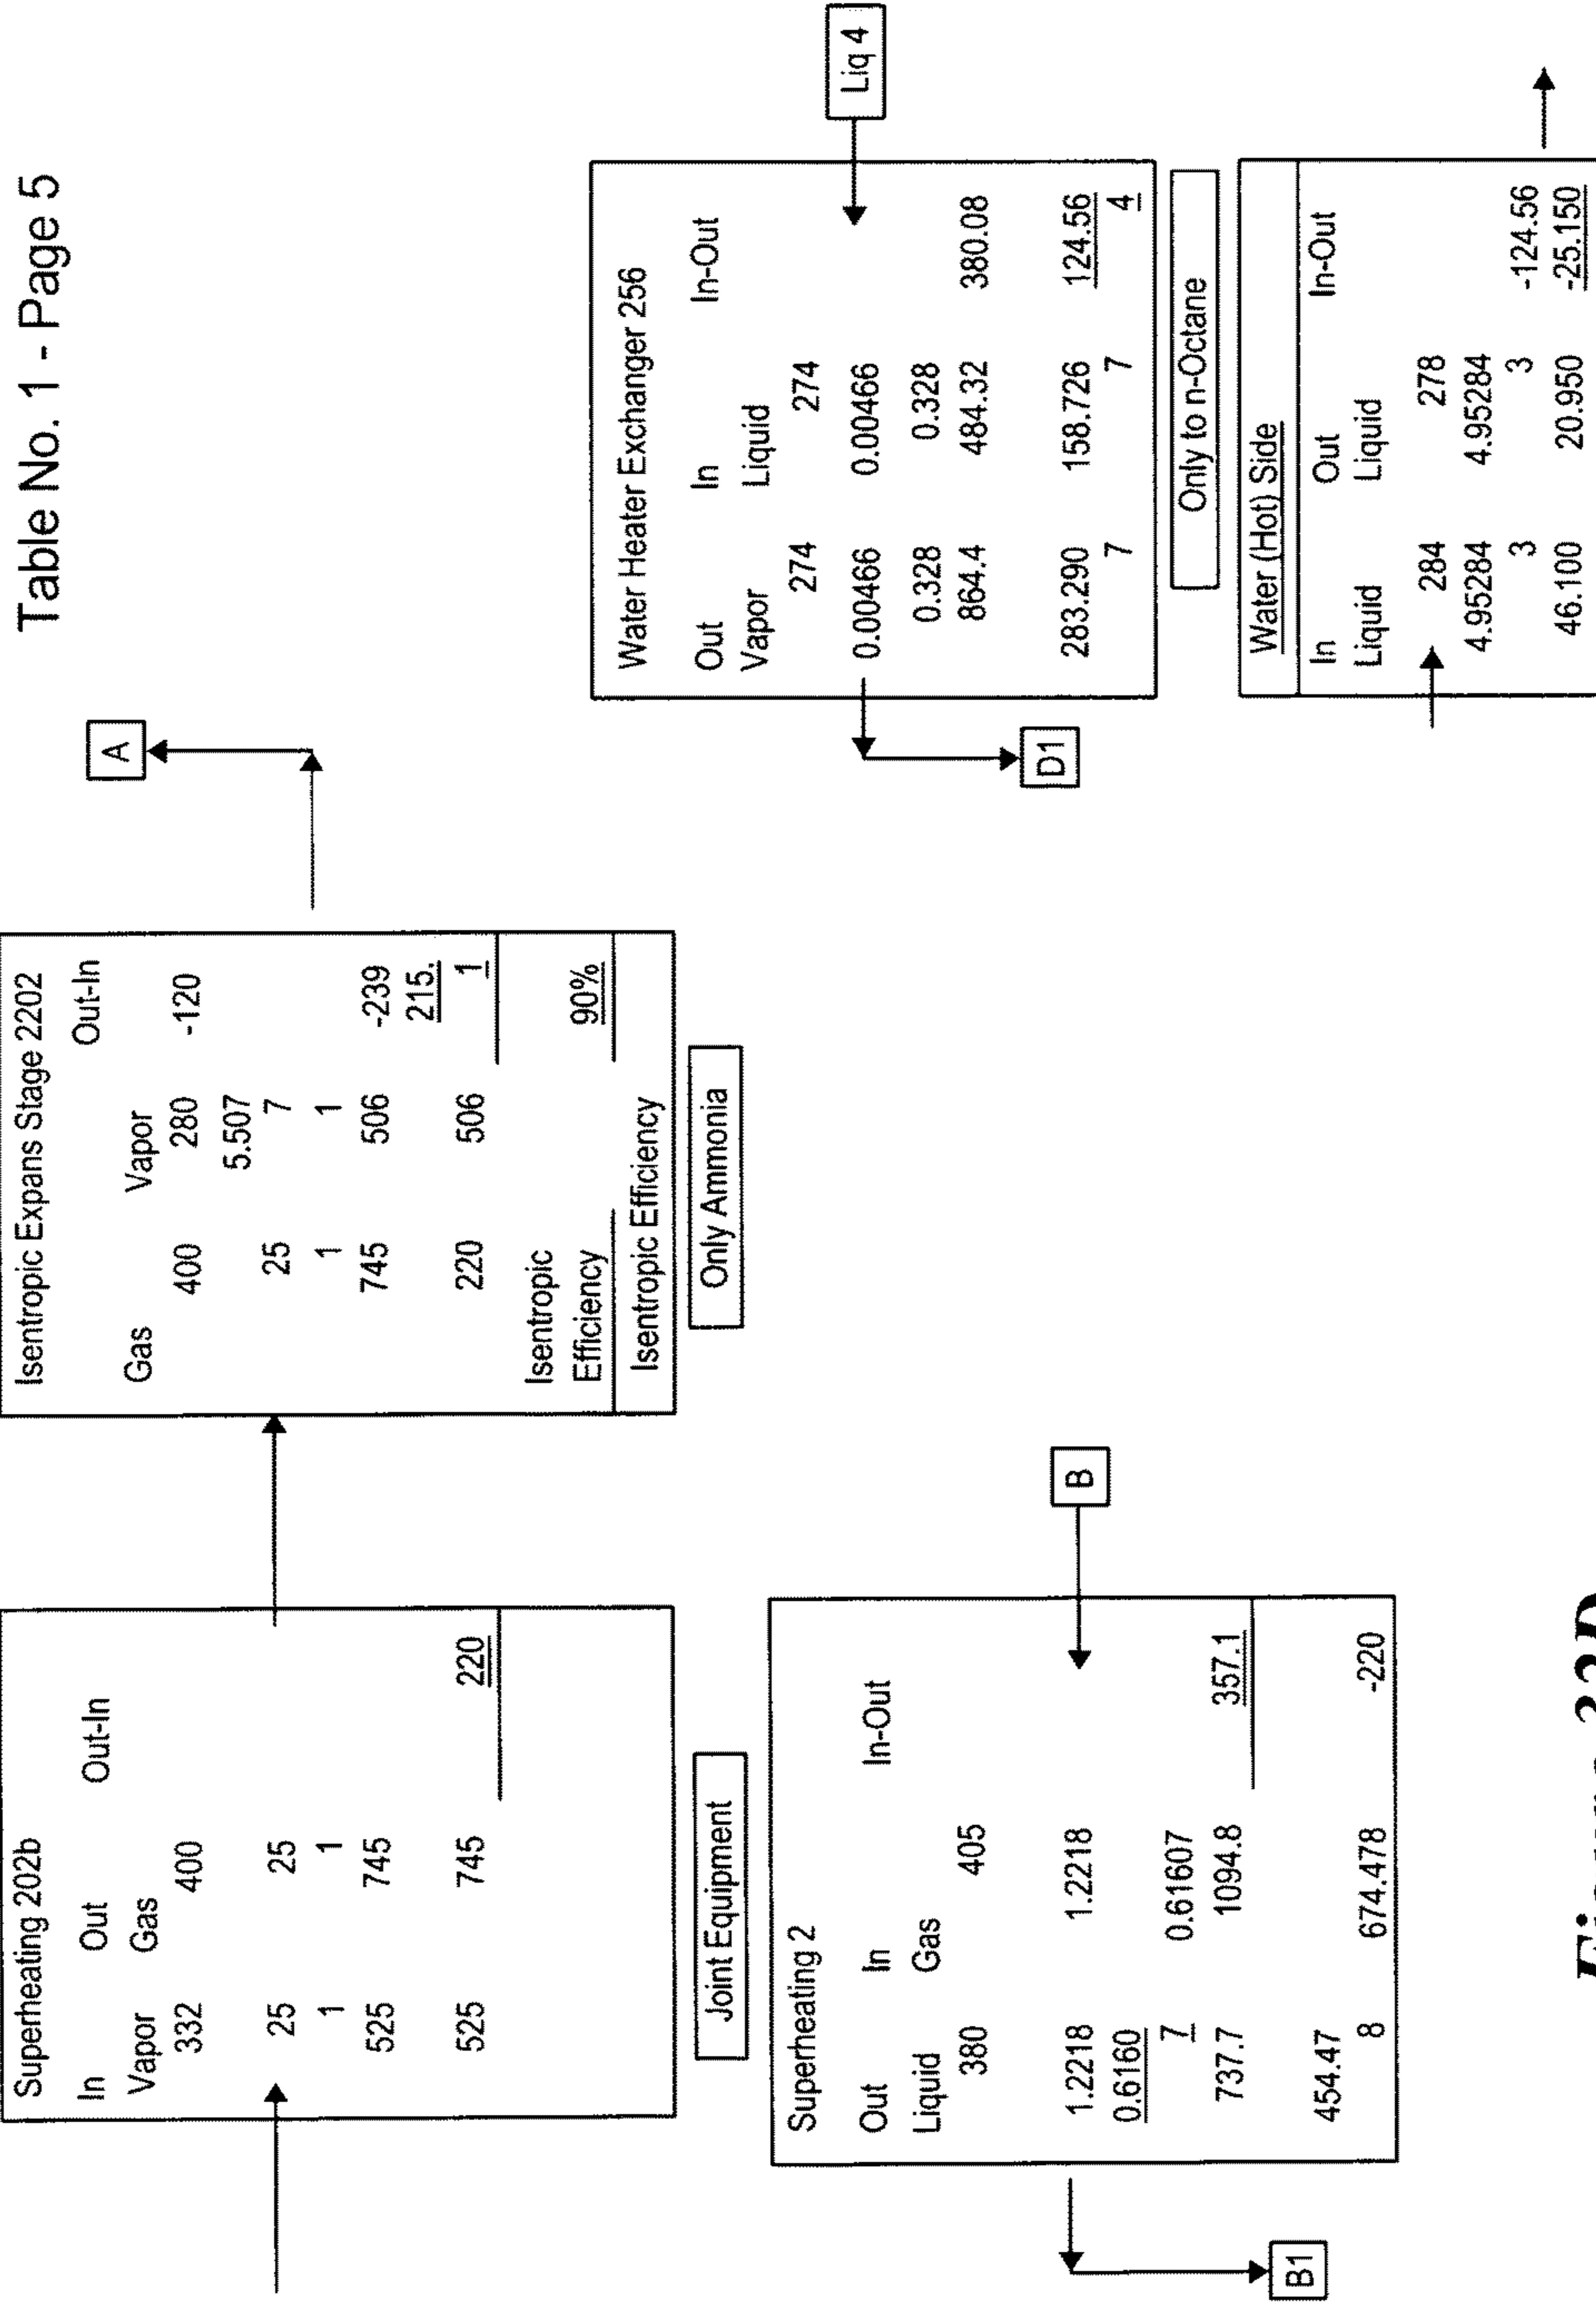 Table No. 1 - Page 5
Superheating 202b
In Out Out-In
Vapor Gas
332 400
25 25
1 1
525 745
525 745 220
Joint Equipment
Isentropic Expans Stage 2202
Out-In
Gas Vapor
400 280 -120
5.507
25 7
1 1
745 506 -239
215.
220 506 1
Isentropic
Efficiency 90%
Isentropic Efficiency
Only Ammonia
A
Superheating 2
Out In In-Out
Liquid Gas
380 405
1.2218 1.2218
0.6160
7 0.61607
737.7 1094.8 357.1
454.47
8 674.478 -220
B
B1
Water Heater Exchanger 256
Out In In-Out
Vapor Liquid
274 274
0.00466 0.00466
0.328 0.328
864.4 484.32 380.08
283.290 158.726 124.56
7 7 4
Liq 4
D1
Only to n-Octane
Water (Hot) Side
In Out In-Out
Liquid Liquid
284 278
4.95284 4.95284
3 3 -124.56
46.100 20.950 -25.150